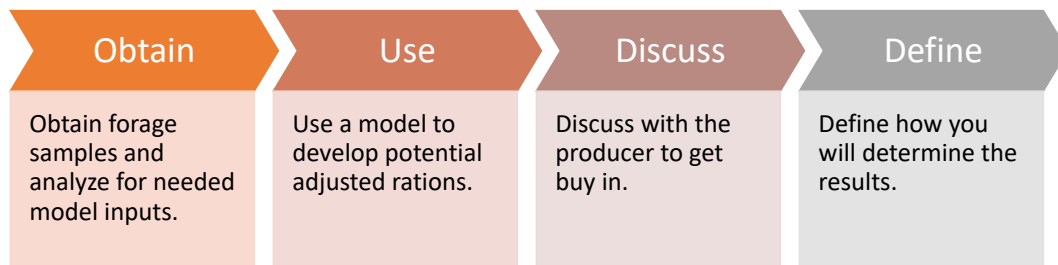 Obtain
Obtain forage
samples and
analyze for needed
model inputs.
Use
Use a model to
develop potential
adjusted rations.
Discuss
Discuss with the
producer to get
buy in.
Define
Define how you
will determine the
results.